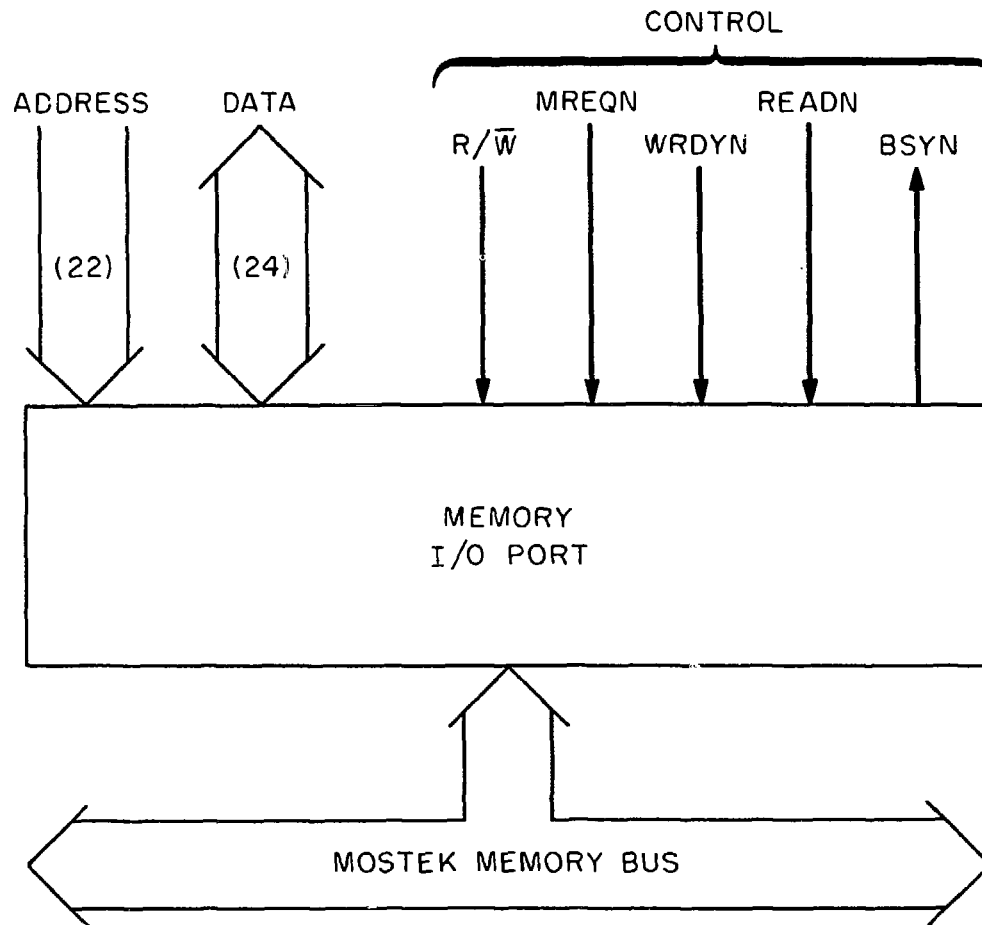 CONTROL
ADDRESS DATA MREQN READN
R/W̅ WRDYN BSYN
(22) (24)
MEMORY
I/O PORT
MOSTEK MEMORY BUS